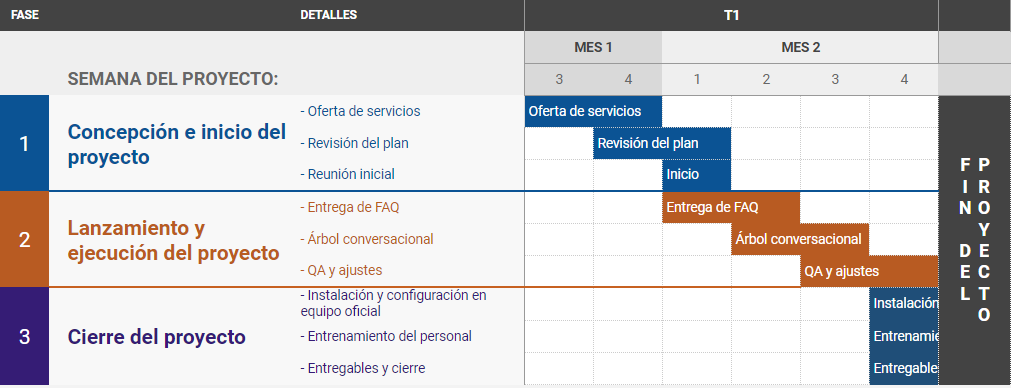 FASE DETALLES T1
MES 1 MES 2
SEMANA DEL PROYECTO: 3 4 1 2 3 4
1
Concepción e inicio del
proyecto
- Oferta de servicios
- Revisión del plan
- Reunión inicial
Oferta de servicios
Revisión del plan
Inicio
2
Lanzamiento y
ejecución del proyecto
- Entrega de FAQ
- Árbol conversacional
- QA y ajustes
Entrega de FAQ
Árbol conversacional
QA y ajustes
3
Cierre del proyecto
- Instalación y configuración en
equipo oficial
- Entrenamiento del personal
- Entregables y cierre
Instalación
Entrenamie
Entregable
FIN DEL
PROYECTO